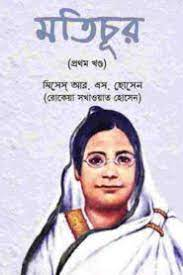 মতিচূর
(প্রথম খণ্ড)
মিসেস্ আর. এস. হোসেন
(রোকেয়া সখাওয়াত হোসেন)